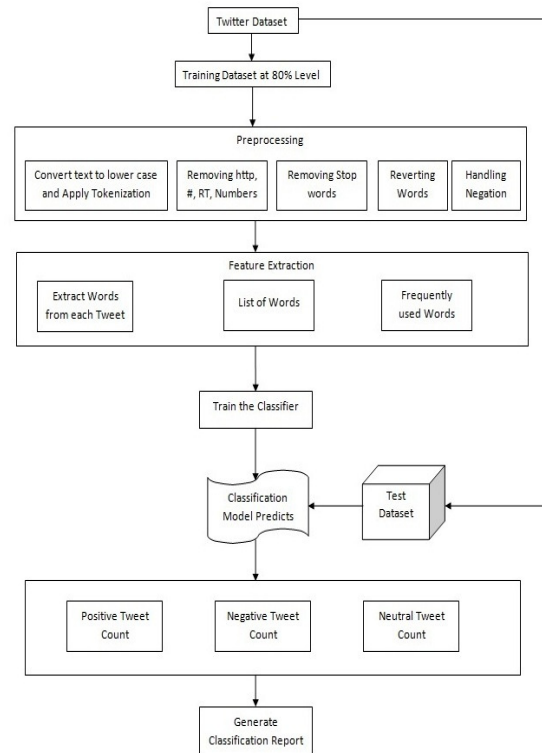 Twitter Dataset
Training Dataset at 80% Level
Preprocessing
Convert text to lower case
and Apply Tokenization
Removing http,
#, RT, Numbers
Removing Stop
words
Reverting
Words
Handling
Negation
Feature Extraction
Extract Words
from each Tweet
List of Words
Frequently
used Words
Train the Classifier
Classification
Model Predicts
Test
Dataset
Positive Tweet
Count
Negative Tweet
Count
Neutral Tweet
Count
Generate
Classification Report